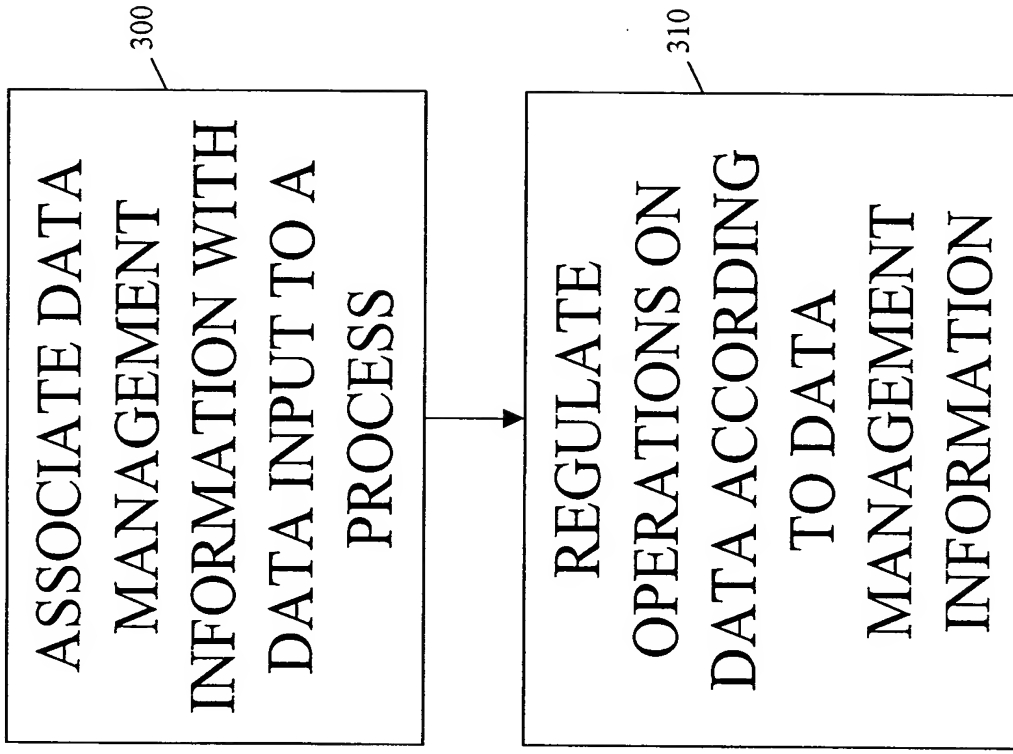 ASSOCIATE DATA
MANAGEMENT
INFORMATION WITH
DATA INPUT TO A
PROCESS
300
REGULATE
OPERATIONS ON
DATA ACCORDING
TO DATA
MANAGEMENT
INFORMATION
310